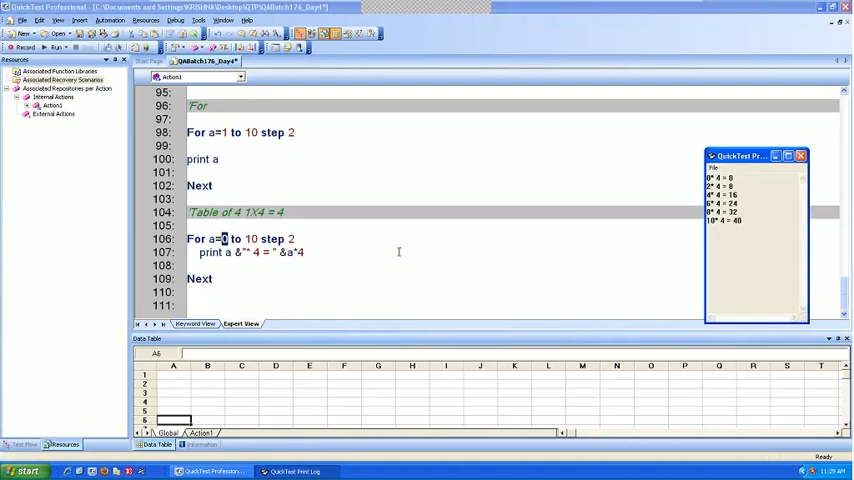 QuickTest Professional - [C:\Documents and Settings\KRISHNA\Desktop\QTP\QABatch176_Day4*]
File Edit View Insert Automation Resources Debug Tools Window Help
New Open
Record Run Stop
Resources
Start Page QABatch176_Day4*
Associated Function Libraries
Associated Recovery Scenarios
Associated Repositories per Action
Internal Actions
Action1
External Actions
Action1
95:
96: 'For
97:
98: For a=1 to 10 step 2
99:
100: print a
101:
102: Next
103:
104: 'Table of 4 1X4 = 4
105:
106: For a=0 to 10 step 2
107: print a &"* 4 = " &a*4
108:
109: Next
110:
111:
QuickTest Pr...
File
0* 4 = 0
2* 4 = 8
4* 4 = 16
6* 4 = 24
8* 4 = 32
10* 4 = 40
Keyword View Expert View
Data Table
A6
A B C D E F G H I J K L M N O P Q R S T
1
2
3
4
5
6
Global Action1
Test Flow Resources
Data Table Information
Ready
start QuickTest Professio... QuickTest Print Log 11:29 AM